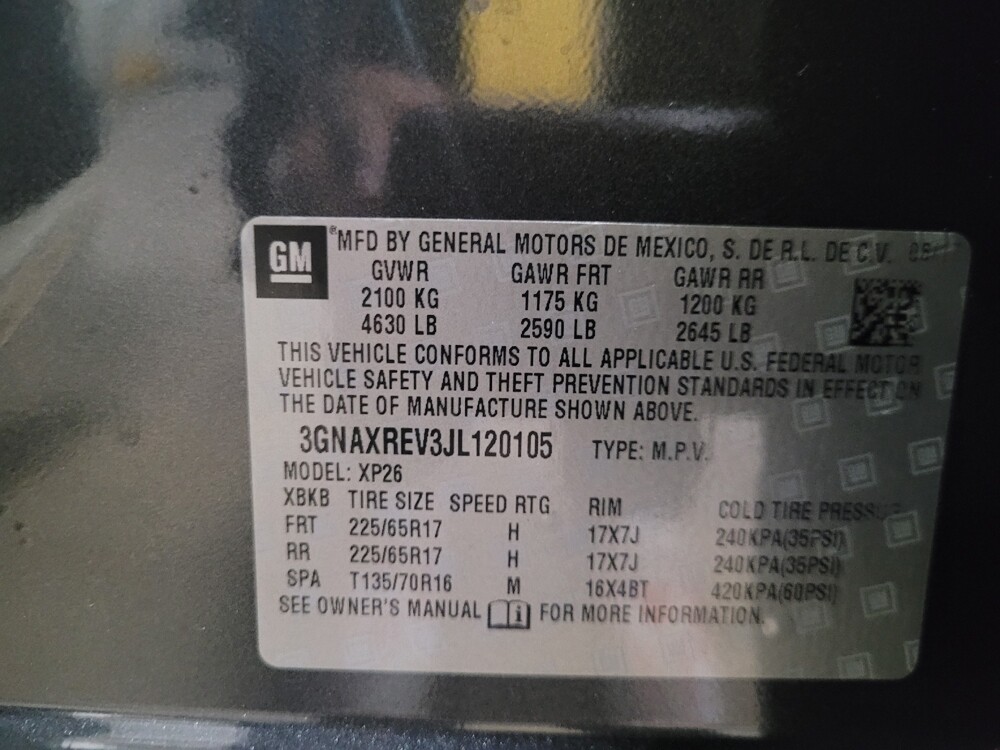 GM
®MFD BY GENERAL MOTORS DE MEXICO, S. DE R.L. DE C.V.
GVWR GAWR FRT GAWR RR
2100 KG 1175 KG 1200 KG
4630 LB 2590 LB 2645 LB
THIS VEHICLE CONFORMS TO ALL APPLICABLE U.S. FEDERAL MOTOR
VEHICLE SAFETY AND THEFT PREVENTION STANDARDS IN EFFECT ON
THE DATE OF MANUFACTURE SHOWN ABOVE.
3GNAXREV3JL120105 TYPE: M.P.V.
MODEL: XP26
XBKB TIRE SIZE SPEED RTG RIM COLD TIRE PRESSURE
FRT 225/65R17 H 17X7J 240KPA(35PSI)
RR 225/65R17 H 17X7J 240KPA(35PSI)
SPA T135/70R16 M 16X4BT 420KPA(60PSI)
SEE OWNER'S MANUAL FOR MORE INFORMATION.